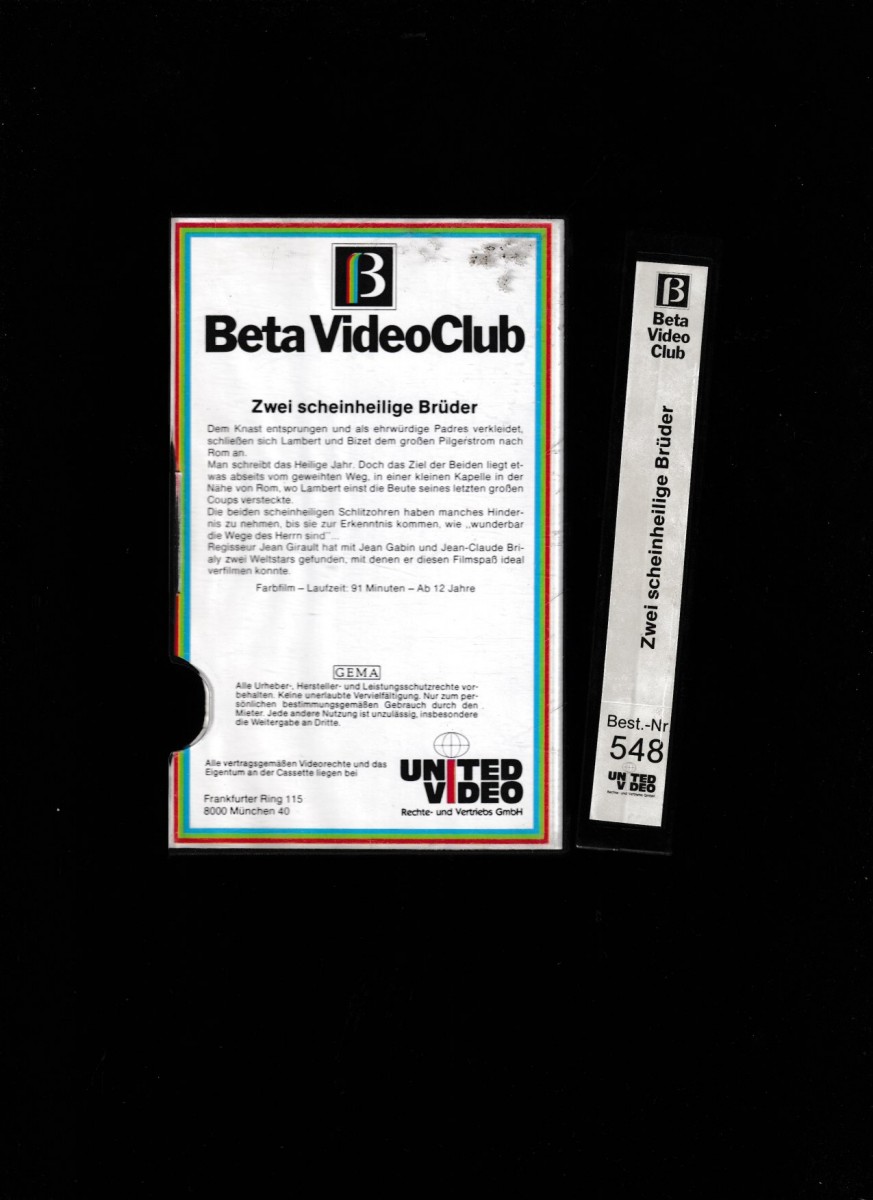 β
Beta VideoClub
Zwei scheinheilige Brüder
Dem Knast entsprungen und als ehrwürdige Padres verkleidet,
schließen sich Lambert und Bizet dem großen Pilgerstrom nach
Rom an.
Man schreibt das Heilige Jahr. Doch das Ziel der Beiden liegt et-
was abseits vom geweihten Weg, in einer kleinen Kapelle in der
Nähe von Rom, wo Lambert einst die Beute seines letzten großen
Coups versteckte.
Die beiden scheinheiligen Schlitzohren haben manches Hinder-
nis zu nehmen, bis sie zur Erkenntnis kommen, wie „wunderbar
die Wege des Herrn sind"...
Regisseur Jean Girault hat mit Jean Gabin und Jean-Claude Bri-
aly zwei Weltstars gefunden, mit denen er diesen Filmspaß ideal
verfilmen konnte.
Farbfilm – Laufzeit: 91 Minuten – Ab 12 Jahre
GEMA
Alle Urheber-, Hersteller- und Leistungsschutzrechte vor-
behalten. Keine unerlaubte Vervielfältigung. Nur zum per-
sönlichen bestimmungsgemäßen Gebrauch durch den
Mieter. Jede andere Nutzung ist unzulässig, insbesondere
die Weitergabe an Dritte.
Alle vertragsgemäßen Videorechte und das
Eigentum an der Cassette liegen bei
Frankfurter Ring 115
8000 München 40
UNITED
VIDEO
Rechte- und Vertriebs GmbH
β
Beta
Video
Club
Zwei scheinheilige Brüder
Best.-Nr
548
UNITED
VIDEO
Rechte- und Vertriebs GmbH